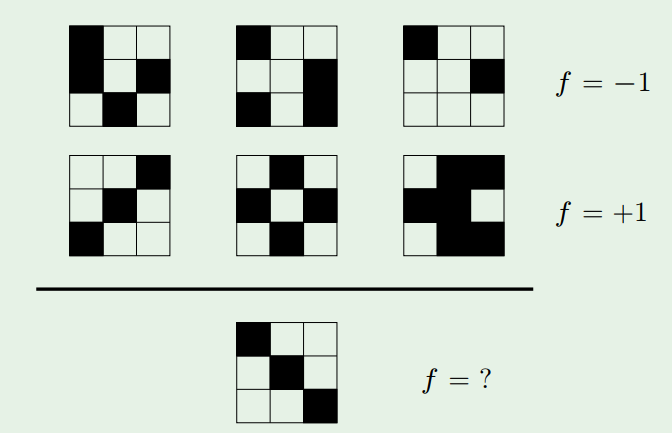 f = −1
f = +1
f = ?